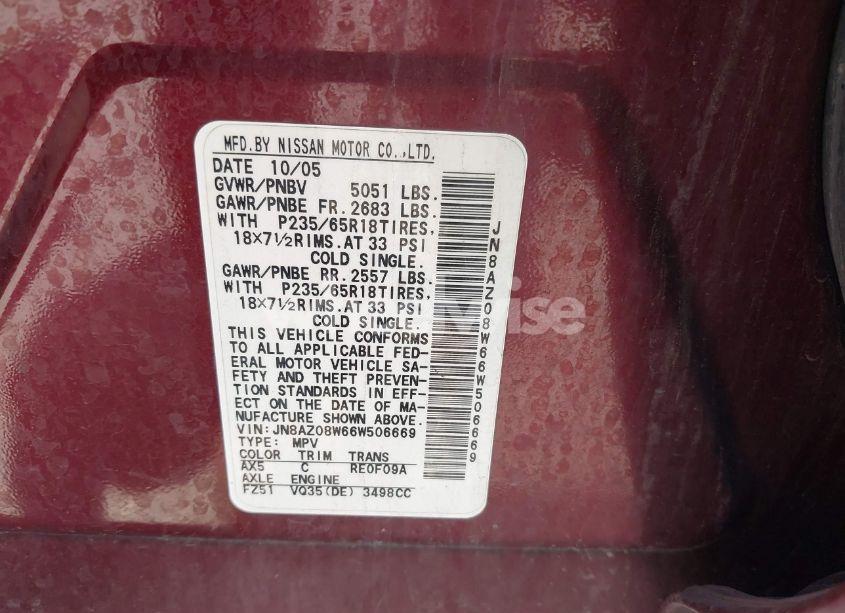 MFD.BY NISSAN MOTOR CO.,LTD.
DATE 10/05
GVWR/PNBV 5051 LBS.
GAWR/PNBE FR.2683 LBS.
WITH P235/65R18TIRES,
18×7½RIMS.AT 33 PSI
COLD SINGLE.
GAWR/PNBE RR.2557 LBS.
WITH P235/65R18TIRES,
18×7½RIMS.AT 33 PSI
COLD SINGLE.
THIS VEHICLE CONFORMS
TO ALL APPLICABLE FED-
ERAL MOTOR VEHICLE SA-
FETY AND THEFT PREVEN-
TION STANDARDS IN EFF-
ECT ON THE DATE OF MA-
NUFACTURE SHOWN ABOVE.
VIN:JN8AZ08W66W506669
TYPE: MPV
COLOR TRIM TRANS
AX5 C RE0F09A
AXLE ENGINE
FZ51 VQ35(DE) 3498CC
JN8AZ08W66W506669